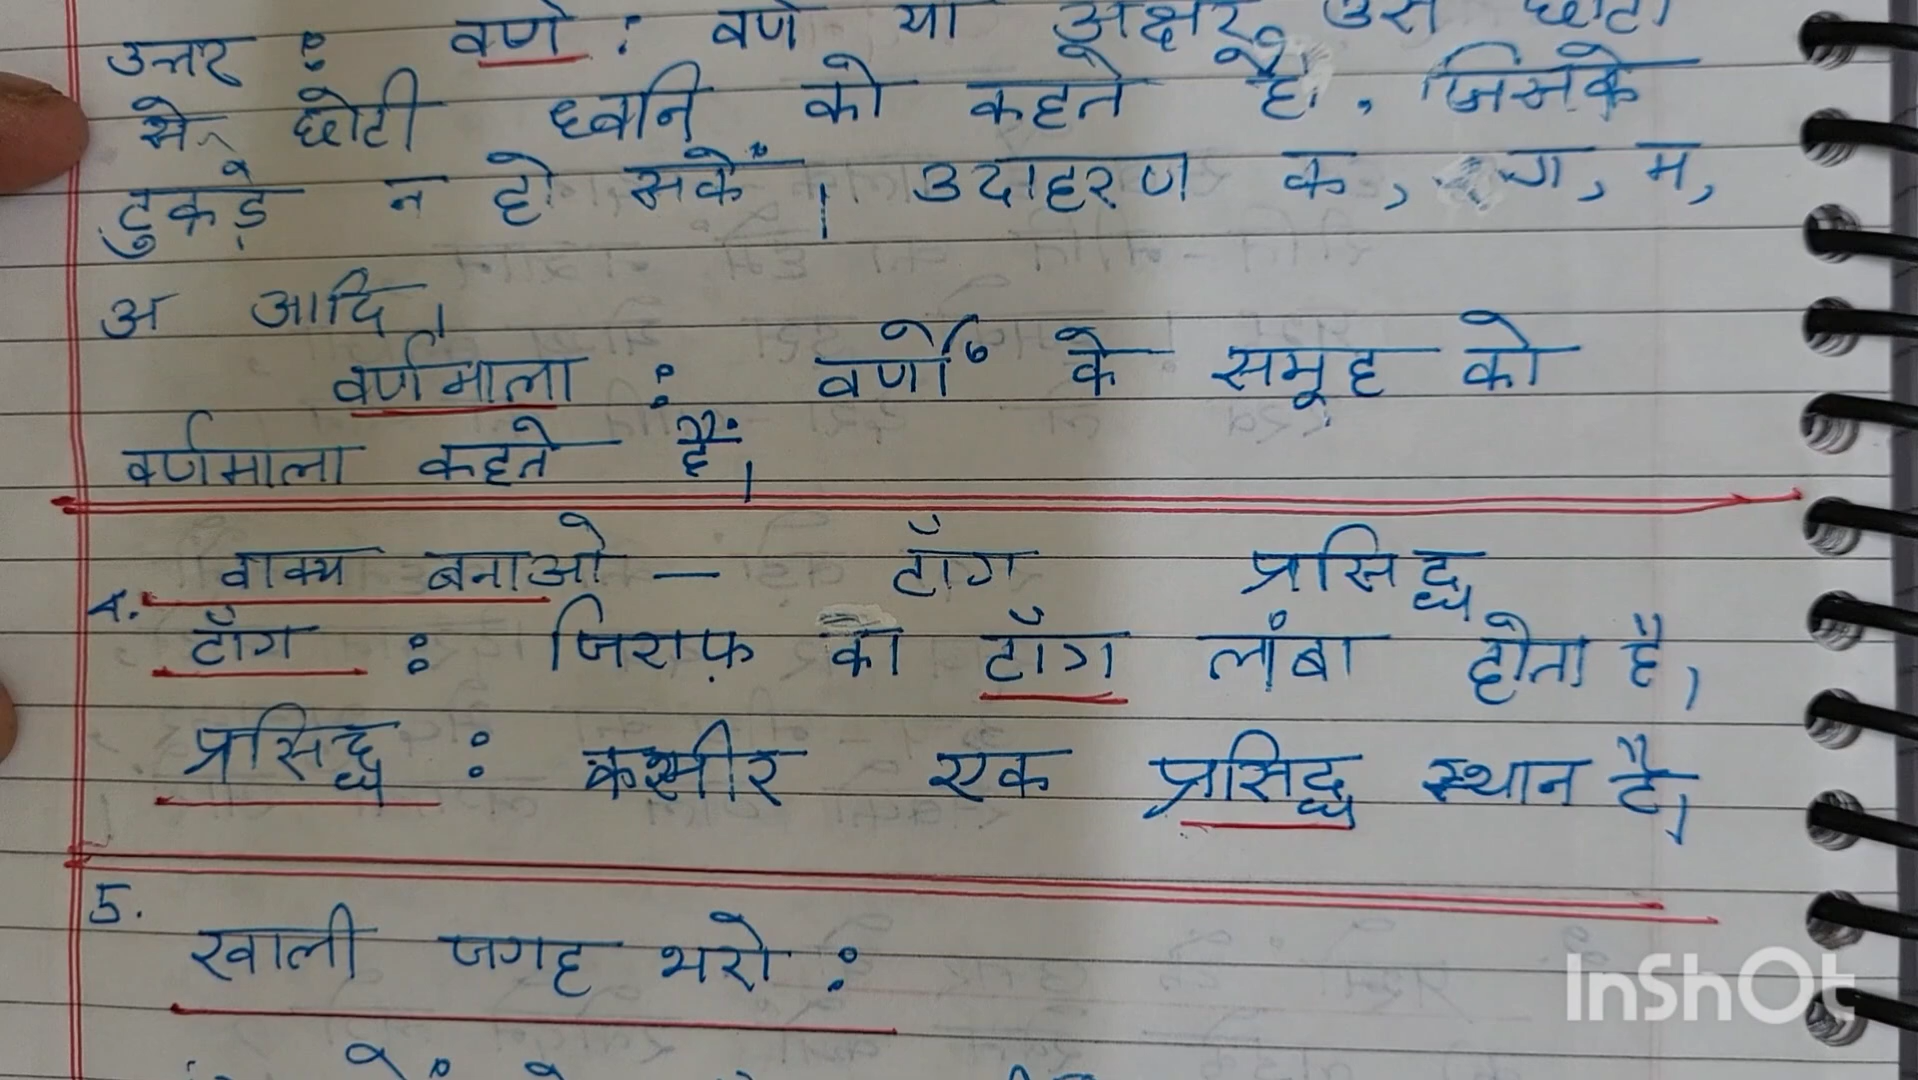 उत्तर : वर्ण : वर्ण या अक्षर उस छोटी
से छोटी ध्वनि को कहते है, जिसके
टुकड़े न हो सकें। उदाहरण क, ग, म,
अ आदि।
वर्णमाला : वर्णों के समूह को
वर्णमाला कहते हैं।
4. वाक्य बनाओ — टाँग प्रसिद्ध
टाँग : जिराफ़ का टाँग लंबा होता है।
प्रसिद्ध : कश्मीर एक प्रसिद्ध स्थान है।
5.
खाली जगह भरो :
InShOt